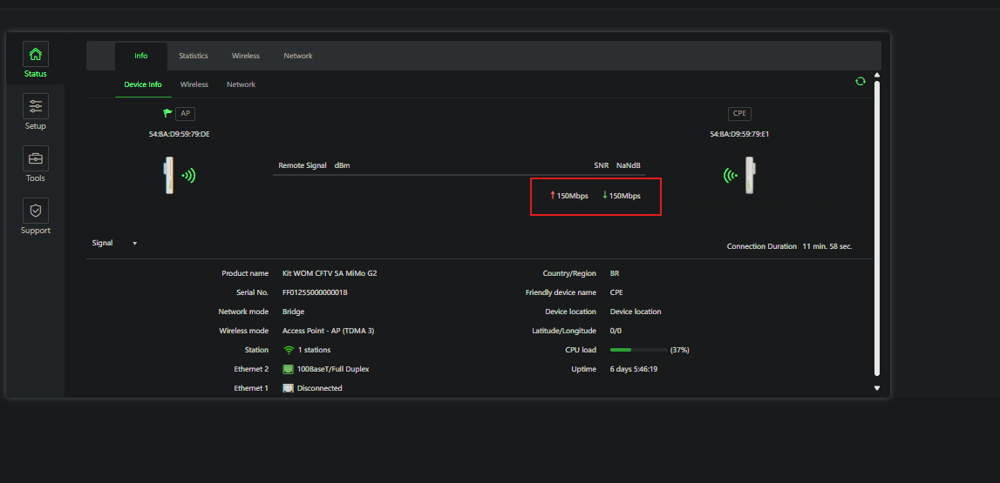 Info Statistics Wireless Network
Status
Device Info Wireless Network
AP CPE
Setup
54:BA:D9:59:79:DE 54:BA:D9:59:79:E1
Remote Signal dBm SNR NaNdB
Tools
150Mbps 150Mbps
Support
Signal Connection Duration 11 min. 58 sec.
Product name Kit WOM CFTV 5A MiMo G2 Country/Region BR
Serial No. FF01255000000018 Friendly device name CPE
Network mode Bridge Device location Device location
Wireless mode Access Point - AP (TDMA 3) Latitude/Longitude 0/0
Station 1 stations CPU load (37%)
Ethernet 2 100BaseT/Full Duplex Uptime 6 days 5:46:19
Ethernet 1 Disconnected